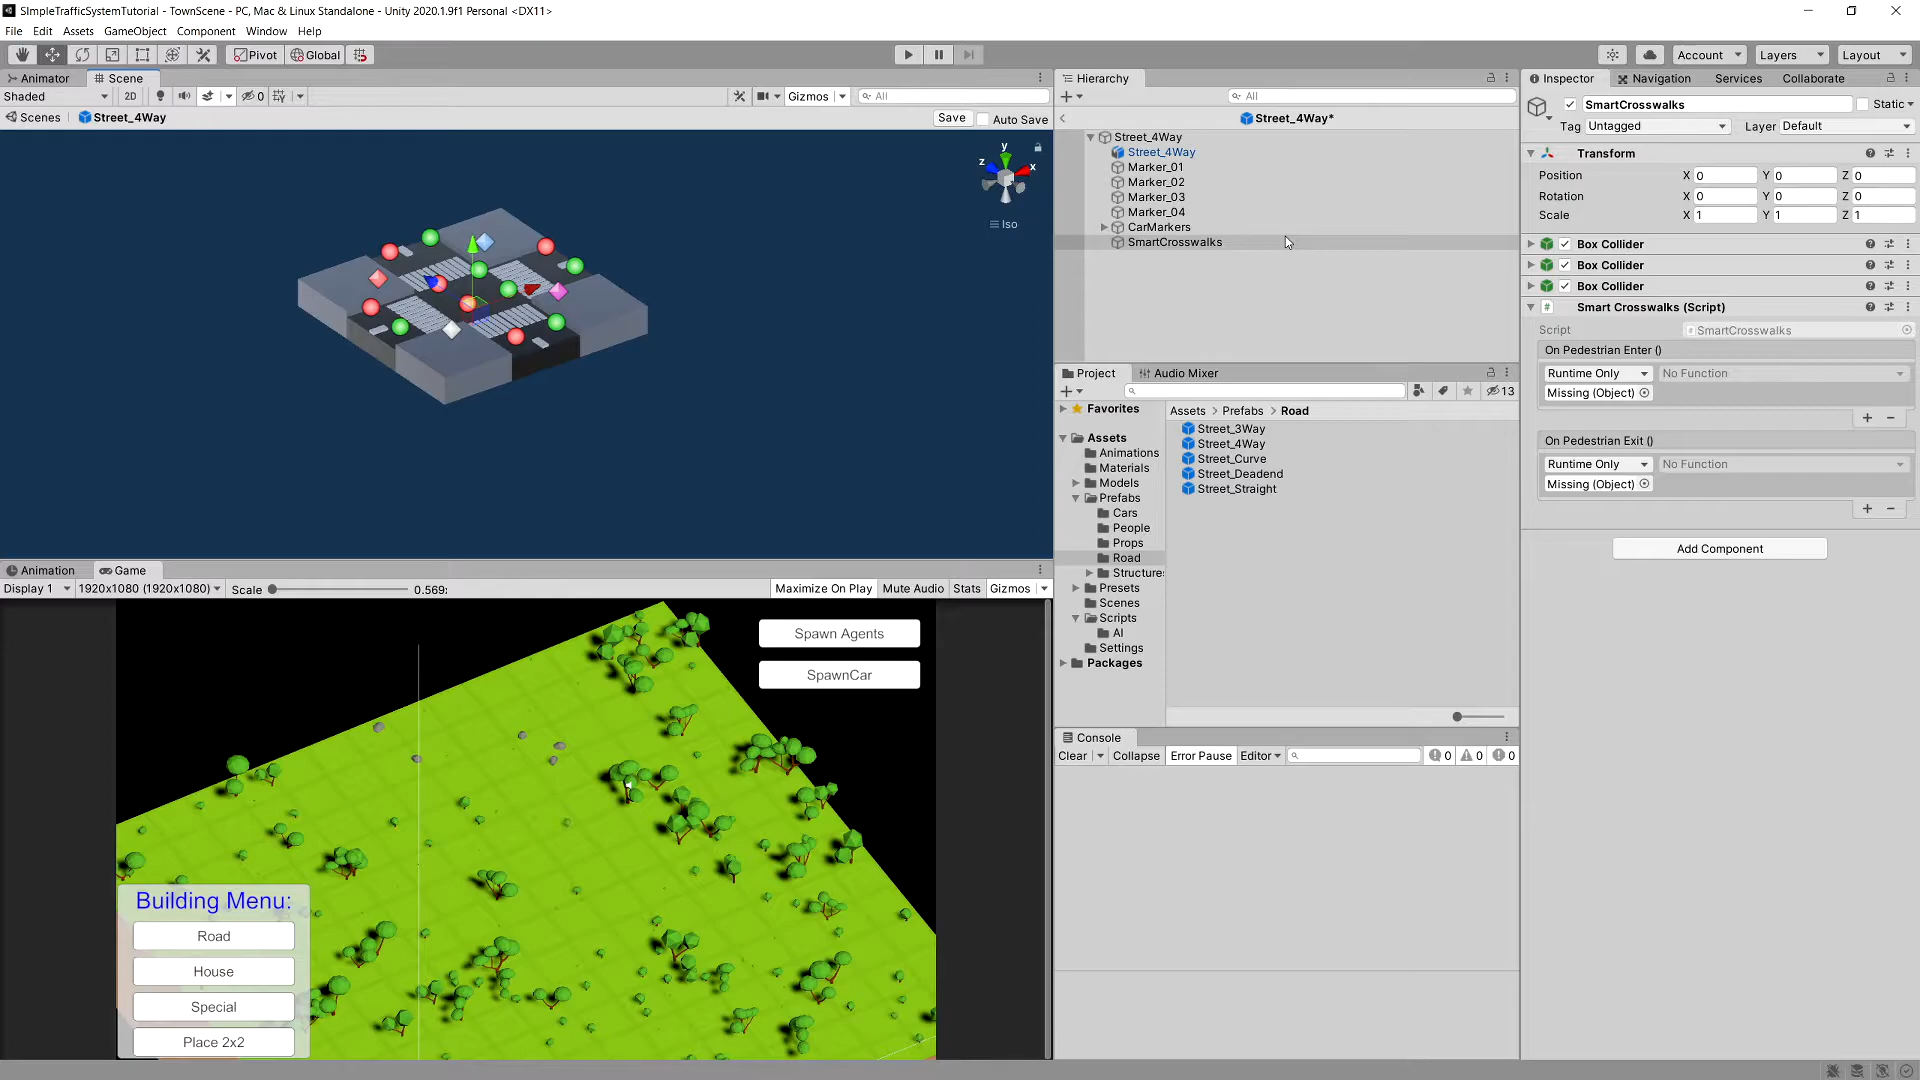 SImpleTrafficSystemTutorial - TownScene - PC, Mac & Linux Standalone - Unity 2020.1.9f1 Personal <DX11>
File Edit Assets GameObject Component Window Help
Pivot Global Account Layers Layout
Animator Scene
Shaded 2D 0 Gizmos All
Scenes Street_4Way Save Auto Save
y
z x
Iso
Animation Game
Display 1 1920x1080 (1920x1080) Scale 0.569: Maximize On Play Mute Audio Stats Gizmos
Spawn Agents
SpawnCar
Building Menu:
Road
House
Special
Place 2x2
Hierarchy
All
Street_4Way*
Street_4Way
Street_4Way
Marker_01
Marker_02
Marker_03
Marker_04
CarMarkers
SmartCrosswalks
Project Audio Mixer
13
Favorites
Assets
Animations
Materials
Models
Prefabs
Cars
People
Props
Road
Structures
Presets
Scenes
Scripts
AI
Settings
Packages
Assets > Prefabs > Road
Street_3Way
Street_4Way
Street_Curve
Street_Deadend
Street_Straight
Console
Clear Collapse Error Pause Editor 0 0 0
Inspector Navigation Services Collaborate
SmartCrosswalks Static
Tag Untagged Layer Default
Transform
Position X 0 Y 0 Z 0
Rotation X 0 Y 0 Z 0
Scale X 1 Y 1 Z 1
Box Collider
Box Collider
Box Collider
Smart Crosswalks (Script)
Script SmartCrosswalks
On Pedestrian Enter ()
Runtime Only No Function
Missing (Object)
+ -
On Pedestrian Exit ()
Runtime Only No Function
Missing (Object)
+ -
Add Component